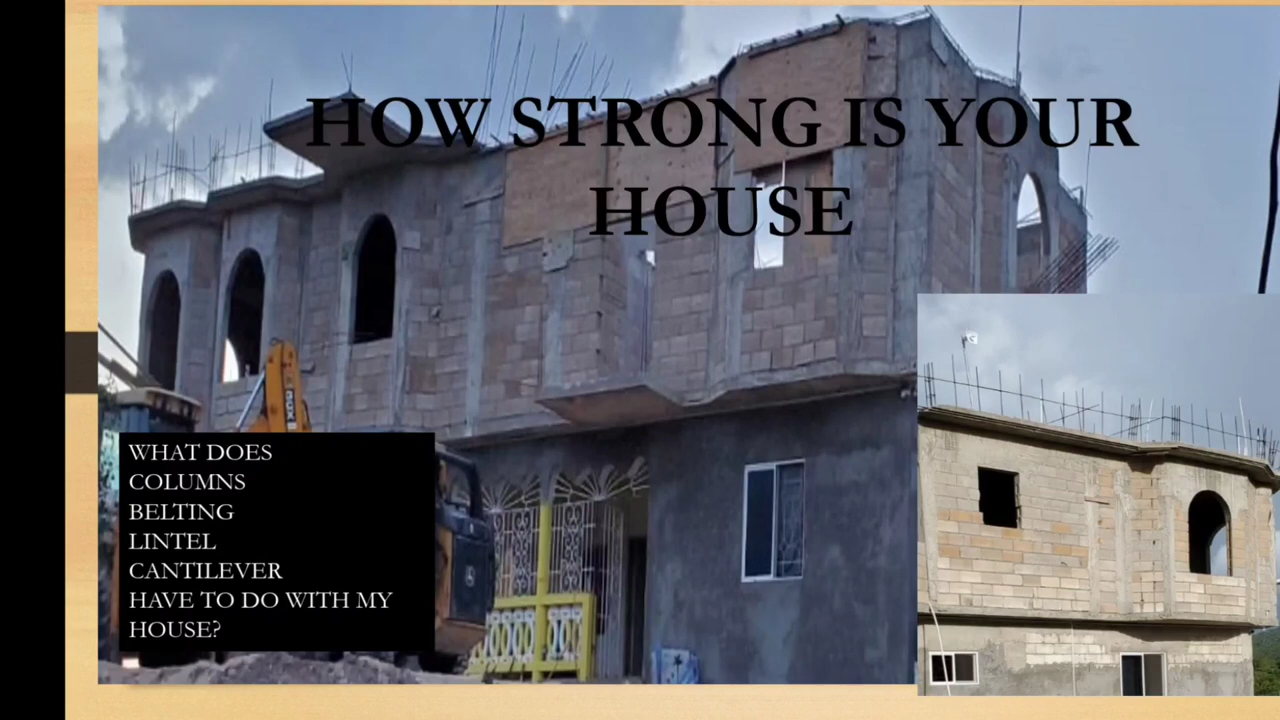 HOW STRONG IS YOUR
HOUSE
WHAT DOES
COLUMNS
BELTING
LINTEL
CANTILEVER
HAVE TO DO WITH MY
HOUSE?